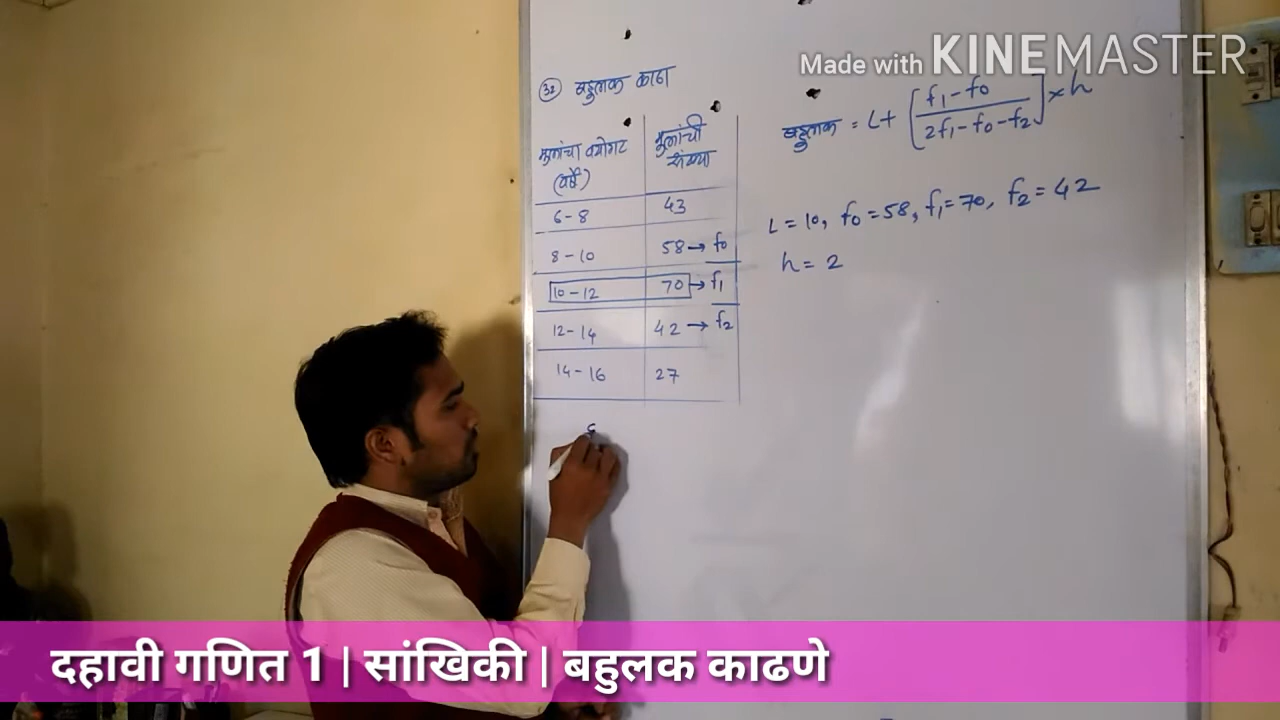 Made with KINEMASTER
(32) बहुलक काढा
बहुलक = L + [ f1 - f0 / 2f1 - f0 - f2 ] × h
मुलांचा वयोगट (वर्षे) मुलांची संख्या
6 - 8 43
8 - 10 58 → f0
10 - 12 70 → f1
12 - 14 42 → f2
14 - 16 27
L = 10, f0 = 58, f1 = 70, f2 = 42
h = 2
दहावी गणित 1 | सांखिकी | बहुलक काढणे